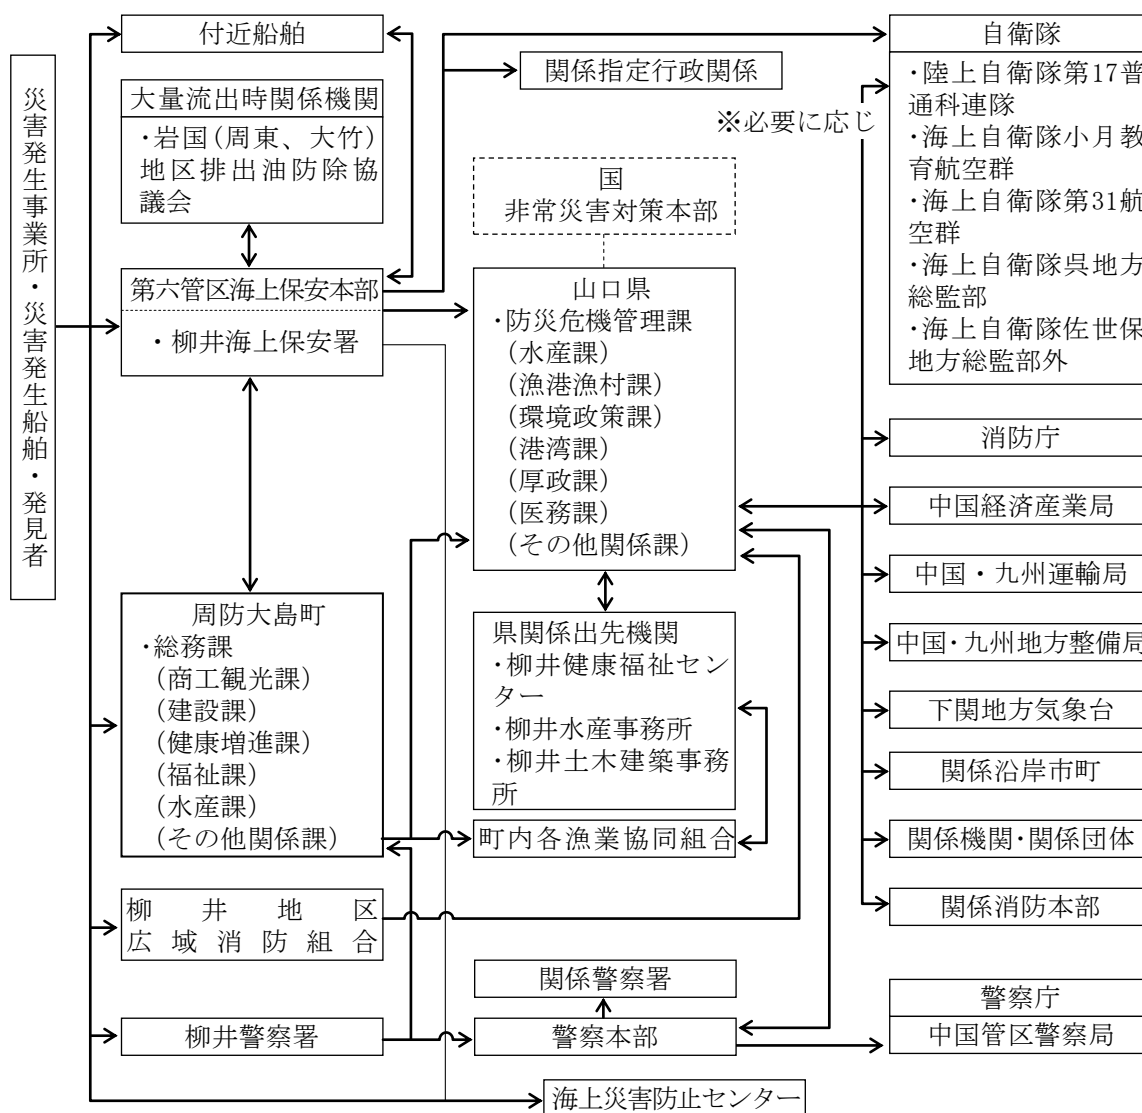 災害発生事業所・災害発生船舶・発見者
付近船舶
大量流出時関係機関
・岩国(周東、大竹)
地区排出油防除協
議会
第六管区海上保安本部
・柳井海上保安署
周防大島町
・総務課
(商工観光課)
(建設課)
(健康増進課)
(福祉課)
(水産課)
(その他関係課)
柳井地区
広域消防組合
柳井警察署
関係指定行政関係
※必要に応じ
国
非常災害対策本部
山口県
・防災危機管理課
(水産課)
(漁港漁村課)
(環境政策課)
(港湾課)
(厚政課)
(医務課)
(その他関係課)
県関係出先機関
・柳井健康福祉セン
ター
・柳井水産事務所
・柳井土木建築事務
所
町内各漁業協同組合
関係警察署
警察本部
海上災害防止センター
自衛隊
・陸上自衛隊第17普
通科連隊
・海上自衛隊小月教
育航空群
・海上自衛隊第31航
空群
・海上自衛隊呉地方
総監部
・海上自衛隊佐世保
地方総監部外
消防庁
中国経済産業局
中国・九州運輸局
中国・九州地方整備局
下関地方気象台
関係沿岸市町
関係機関・関係団体
関係消防本部
警察庁
中国管区警察局